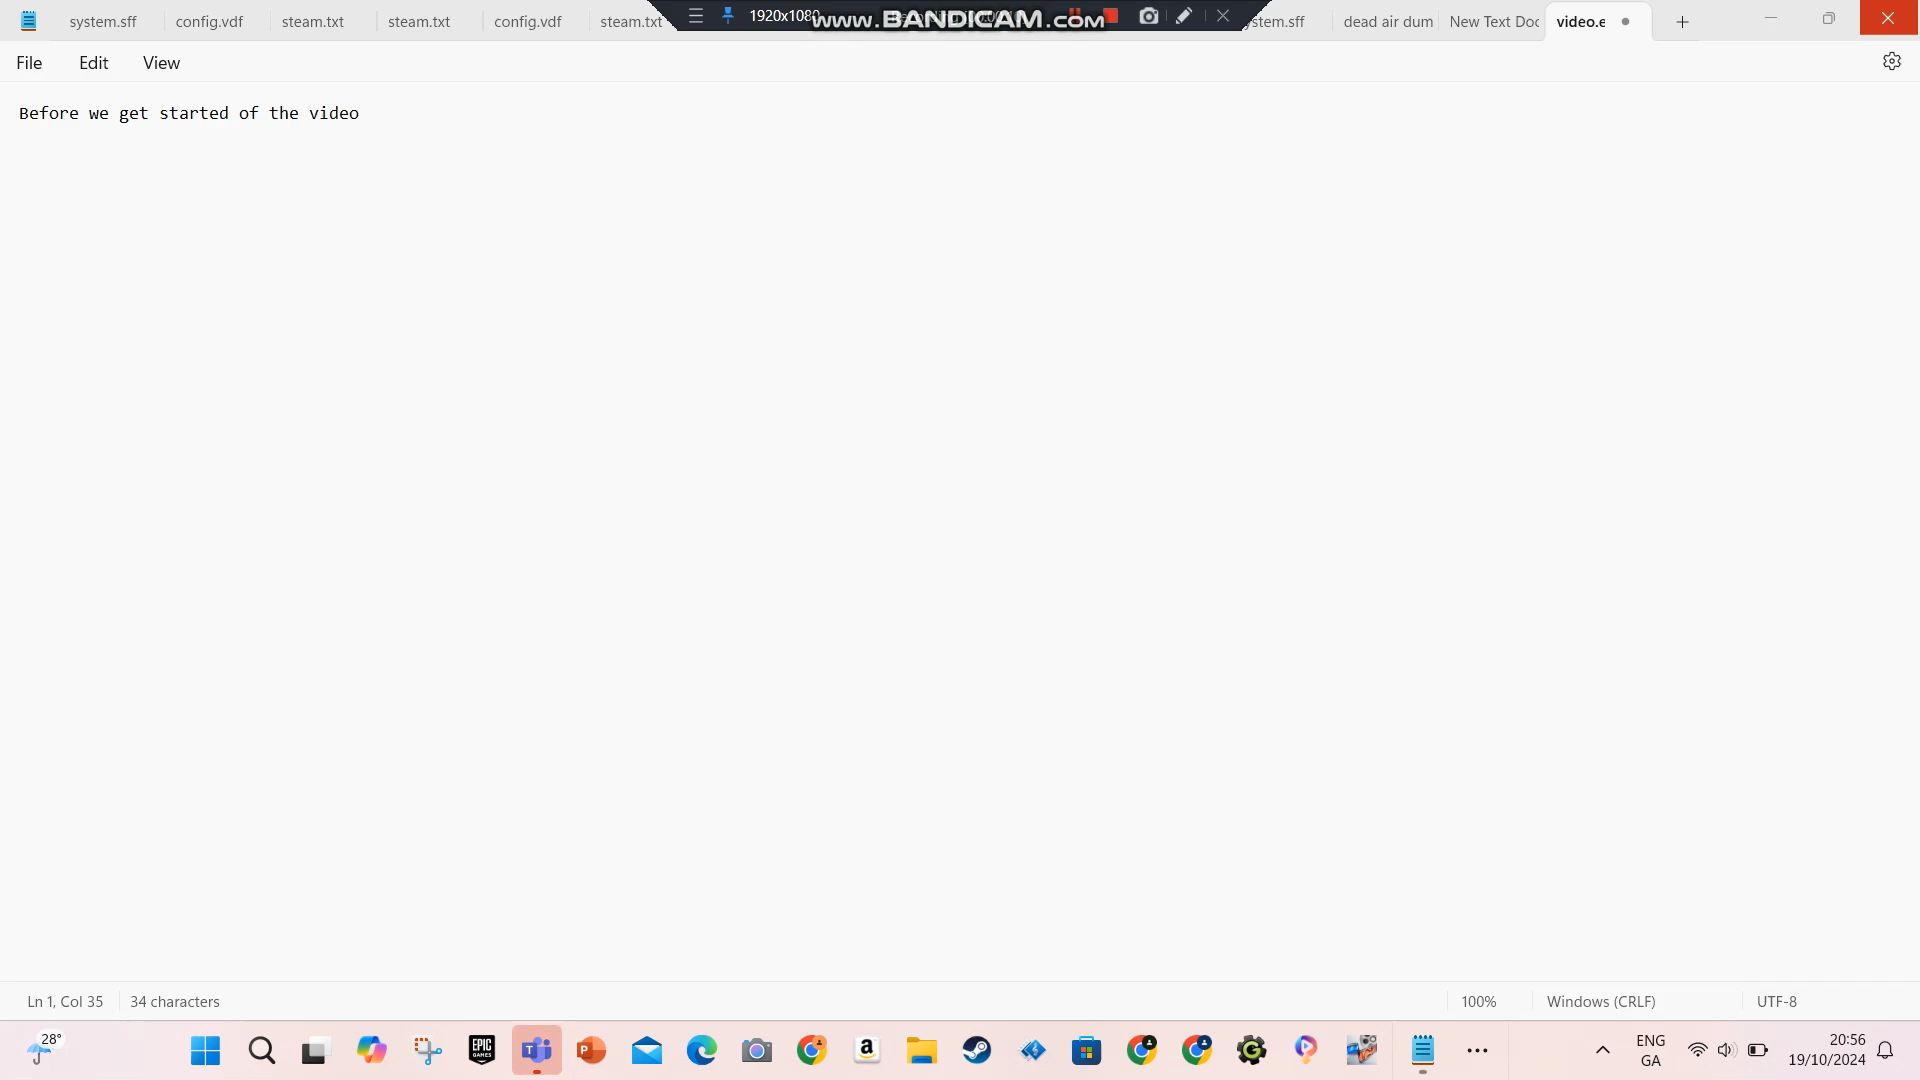 system.sff
config.vdf
steam.txt
steam.txt
config.vdf
steam.txt
1920x1080
www.BANDICAM.com
stem.sff
dead air dum
New Text Doc
video.e
File
Edit
View
Before we get started of the video
Ln 1, Col 35
34 characters
100%
Windows (CRLF)
UTF-8
28°
EPIC
GAMES
T
P
a
ENG
GA
20:56
19/10/2024